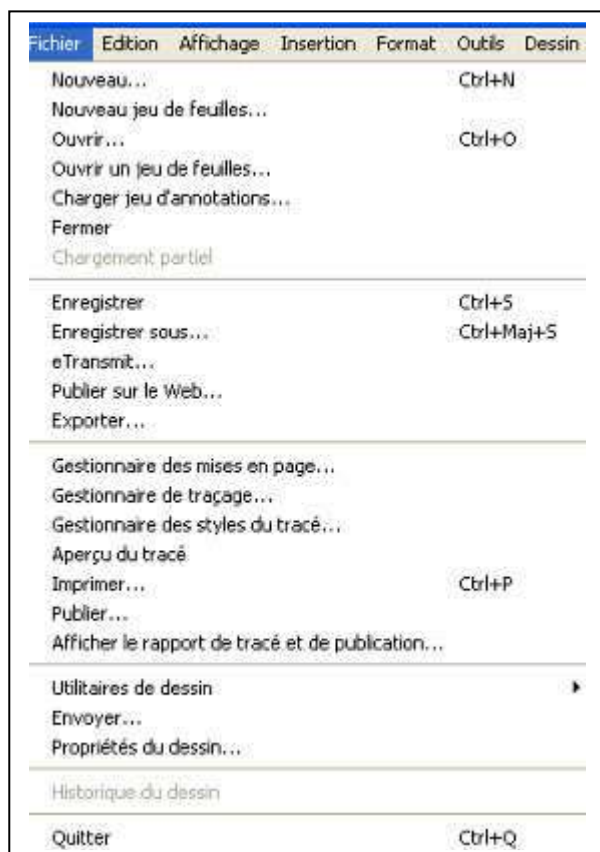 Fichier Edition Affichage Insertion Format Outils Dessin
Nouveau... Ctrl+N
Nouveau jeu de feuilles...
Ouvrir... Ctrl+O
Ouvrir un jeu de feuilles...
Charger jeu d'annotations...
Fermer
Chargement partiel
Enregistrer Ctrl+S
Enregistrer sous... Ctrl+Maj+S
eTransmit...
Publier sur le Web...
Exporter...
Gestionnaire des mises en page...
Gestionnaire de traçage...
Gestionnaire des styles du tracé...
Aperçu du tracé
Imprimer... Ctrl+P
Publier...
Afficher le rapport de tracé et de publication...
Utilitaires de dessin
Envoyer...
Propriétés du dessin...
Historique du dessin
Quitter Ctrl+Q